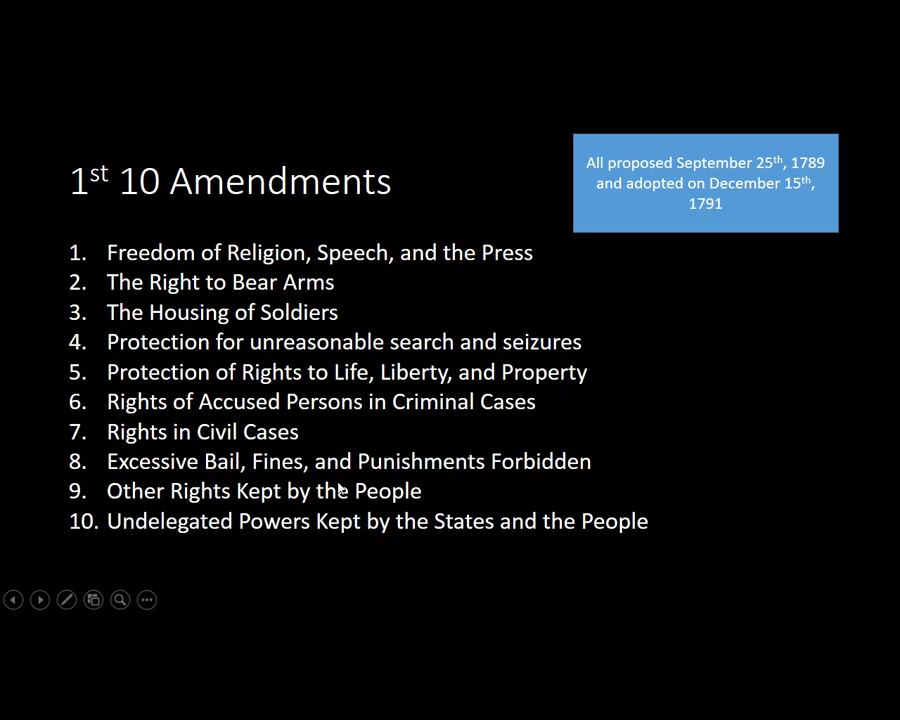 1st 10 Amendments
All proposed September 25th, 1789
and adopted on December 15th,
1791
1. Freedom of Religion, Speech, and the Press
2. The Right to Bear Arms
3. The Housing of Soldiers
4. Protection for unreasonable search and seizures
5. Protection of Rights to Life, Liberty, and Property
6. Rights of Accused Persons in Criminal Cases
7. Rights in Civil Cases
8. Excessive Bail, Fines, and Punishments Forbidden
9. Other Rights Kept by the People
10. Undelegated Powers Kept by the States and the People